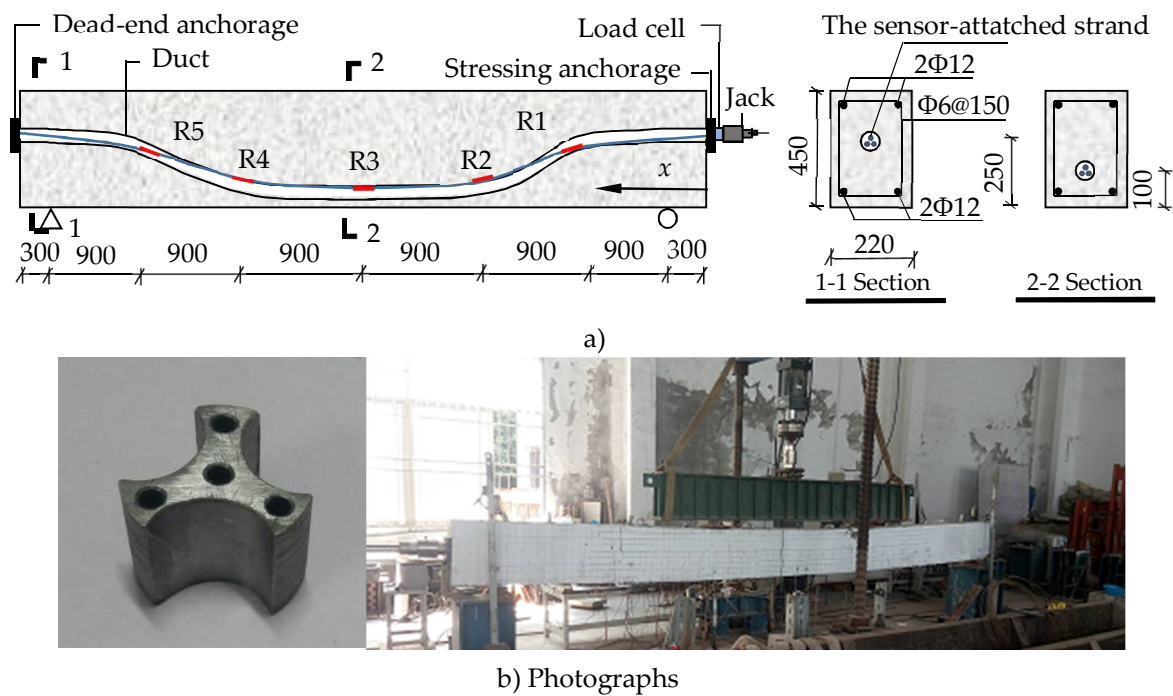 Dead-end anchorage
Load cell
The sensor-attatched strand
1
Duct
2
Stressing anchorage
2Φ12
Jack
Φ6@150
R5
R1
R4
R3
R2
x
450
250
100
1
2
2Φ12
300 900 900 900 900 900 900 300
220
1-1 Section
2-2 Section
a)
b) Photographs